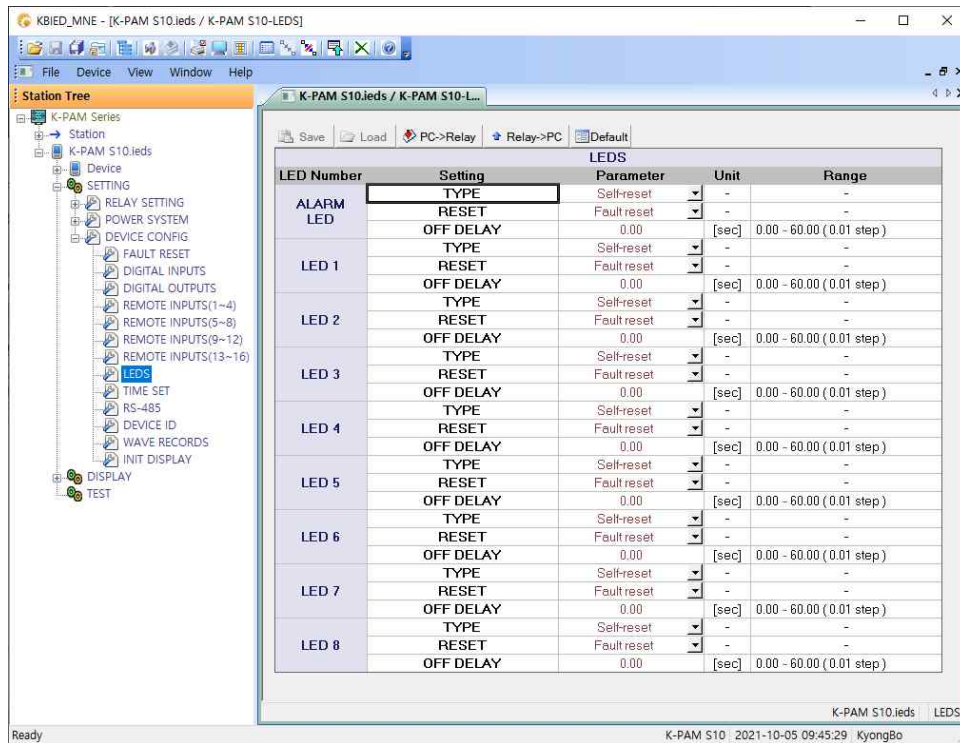 KBIED_MNE - [K-PAM S10.ieds / K-PAM S10-LEDS]
File Device View Window Help
Station Tree
K-PAM Series
Station
K-PAM S10.ieds
Device
SETTING
RELAY SETTING
POWER SYSTEM
DEVICE CONFIG
FAULT RESET
DIGITAL INPUTS
DIGITAL OUTPUTS
REMOTE INPUTS(1~4)
REMOTE INPUTS(5~8)
REMOTE INPUTS(9~12)
REMOTE INPUTS(13~16)
LEDS
TIME SET
RS-485
DEVICE ID
WAVE RECORDS
INIT DISPLAY
DISPLAY
TEST
K-PAM S10.ieds / K-PAM S10-L...
Save Load PC->Relay Relay->PC Default
LEDS
LED Number Setting Parameter Unit Range
ALARM LED
TYPE Self-reset - -
RESET Fault reset - -
OFF DELAY 0.00 [sec] 0.00 - 60.00 ( 0.01 step )
LED 1
TYPE Self-reset - -
RESET Fault reset - -
OFF DELAY 0.00 [sec] 0.00 - 60.00 ( 0.01 step )
LED 2
TYPE Self-reset - -
RESET Fault reset - -
OFF DELAY 0.00 [sec] 0.00 - 60.00 ( 0.01 step )
LED 3
TYPE Self-reset - -
RESET Fault reset - -
OFF DELAY 0.00 [sec] 0.00 - 60.00 ( 0.01 step )
LED 4
TYPE Self-reset - -
RESET Fault reset - -
OFF DELAY 0.00 [sec] 0.00 - 60.00 ( 0.01 step )
LED 5
TYPE Self-reset - -
RESET Fault reset - -
OFF DELAY 0.00 [sec] 0.00 - 60.00 ( 0.01 step )
LED 6
TYPE Self-reset - -
RESET Fault reset - -
OFF DELAY 0.00 [sec] 0.00 - 60.00 ( 0.01 step )
LED 7
TYPE Self-reset - -
RESET Fault reset - -
OFF DELAY 0.00 [sec] 0.00 - 60.00 ( 0.01 step )
LED 8
TYPE Self-reset - -
RESET Fault reset - -
OFF DELAY 0.00 [sec] 0.00 - 60.00 ( 0.01 step )
K-PAM S10.ieds LEDS
Ready K-PAM S10 2021-10-05 09:45:29 KyongBo